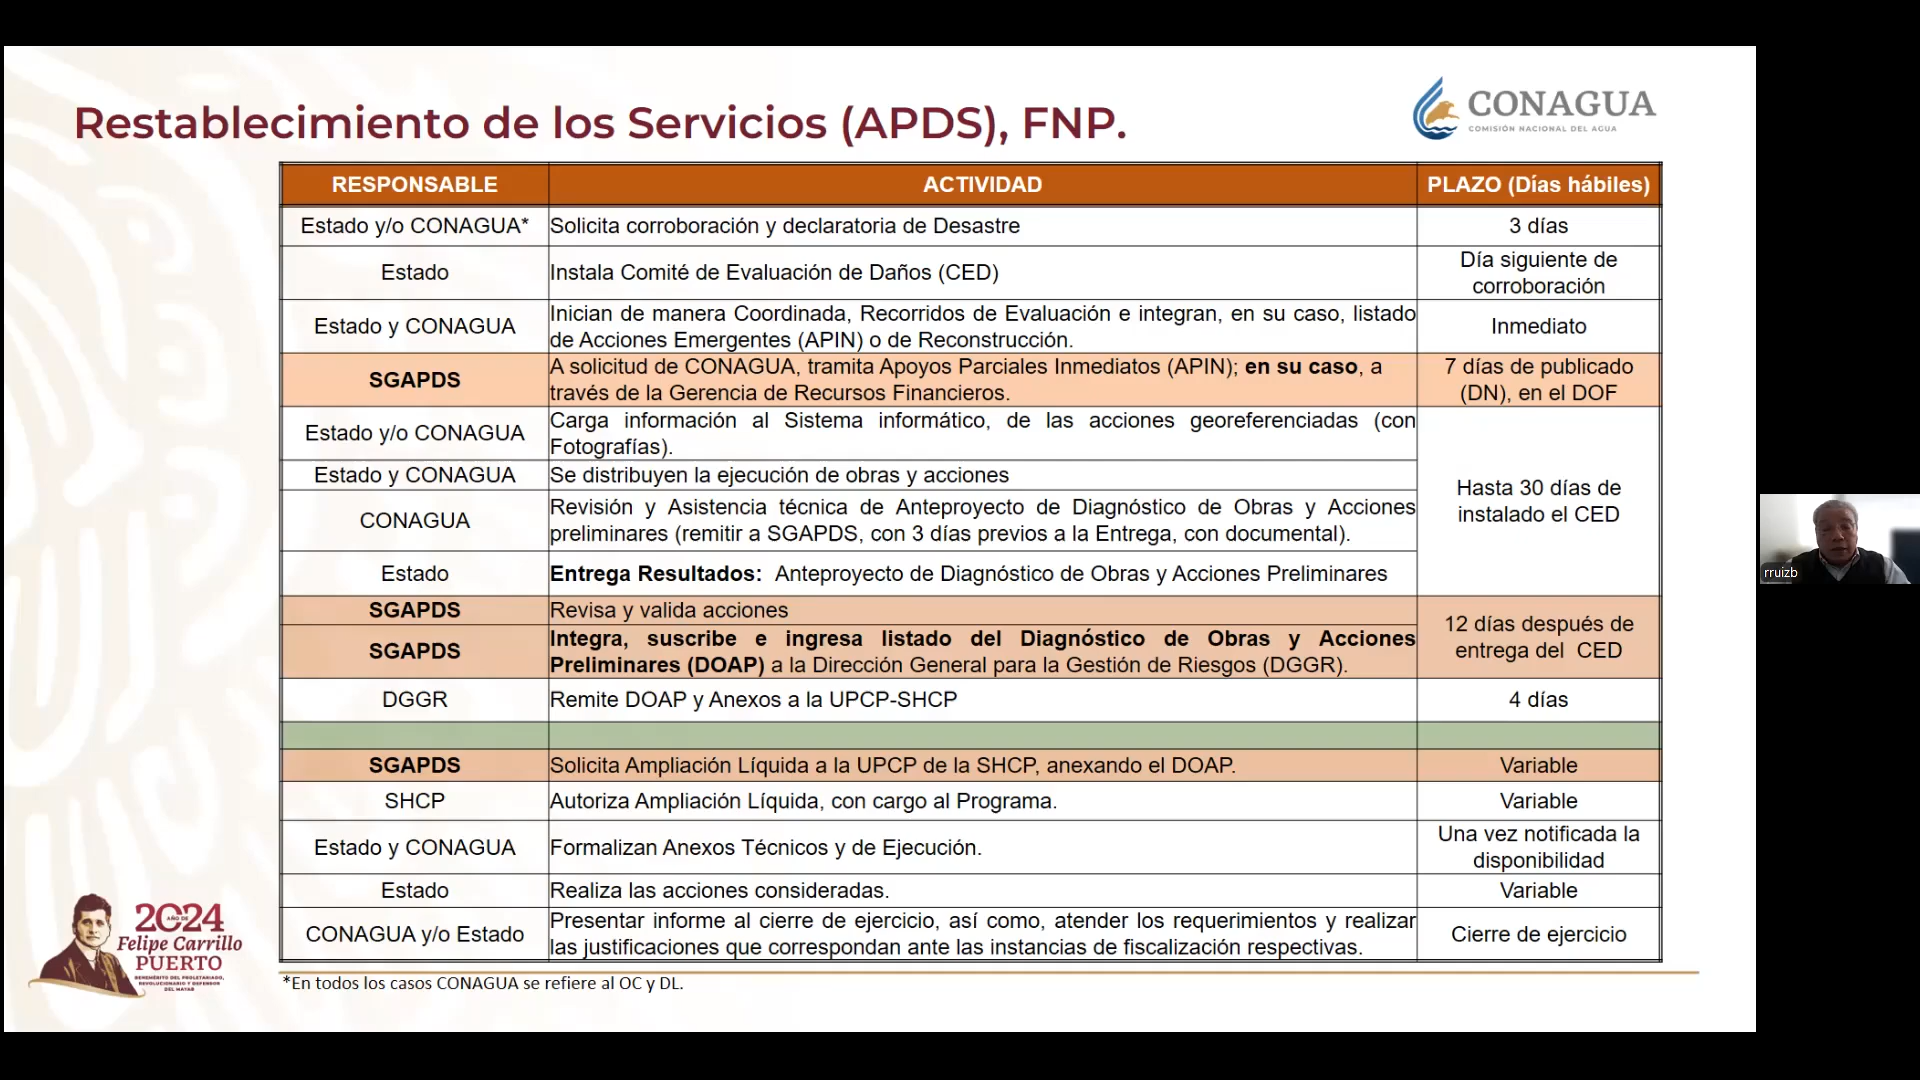 Restablecimiento de los Servicios (APDS), FNP.
CONAGUA
COMISIÓN NACIONAL DEL AGUA
RESPONSABLE ACTIVIDAD PLAZO (Días hábiles)
Estado y/o CONAGUA* Solicita corroboración y declaratoria de Desastre 3 días
Estado Instala Comité de Evaluación de Daños (CED) Día siguiente de
corroboración
Estado y CONAGUA Inician de manera Coordinada, Recorridos de Evaluación e integran, en su caso, listado
de Acciones Emergentes (APIN) o de Reconstrucción. Inmediato
SGAPDS A solicitud de CONAGUA, tramita Apoyos Parciales Inmediatos (APIN); en su caso, a
través de la Gerencia de Recursos Financieros. 7 días de publicado
(DN), en el DOF
Estado y/o CONAGUA Carga información al Sistema informático, de las acciones georeferenciadas (con
Fotografías).
Estado y CONAGUA Se distribuyen la ejecución de obras y acciones
Hasta 30 días de
instalado el CED
CONAGUA Revisión y Asistencia técnica de Anteproyecto de Diagnóstico de Obras y Acciones
preliminares (remitir a SGAPDS, con 3 días previos a la Entrega, con documental).
Estado Entrega Resultados: Anteproyecto de Diagnóstico de Obras y Acciones Preliminares
SGAPDS Revisa y valida acciones
12 días después de
entrega del CED
SGAPDS Integra, suscribe e ingresa listado del Diagnóstico de Obras y Acciones
Preliminares (DOAP) a la Dirección General para la Gestión de Riesgos (DGGR).
DGGR Remite DOAP y Anexos a la UPCP-SHCP 4 días
SGAPDS Solicita Ampliación Líquida a la UPCP de la SHCP, anexando el DOAP. Variable
SHCP Autoriza Ampliación Líquida, con cargo al Programa. Variable
Estado y CONAGUA Formalizan Anexos Técnicos y de Ejecución. Una vez notificada la
disponibilidad
Estado Realiza las acciones consideradas. Variable
CONAGUA y/o Estado Presentar informe al cierre de ejercicio, así como, atender los requerimientos y realizar
las justificaciones que correspondan ante las instancias de fiscalización respectivas. Cierre de ejercicio
*En todos los casos CONAGUA se refiere al OC y DL.
2024
AÑO DE
Felipe Carrillo
PUERTO
BENEMÉRITO DEL PROLETARIADO,
REVOLUCIONARIO Y DEFENSOR
DEL MAYAB
rruizb